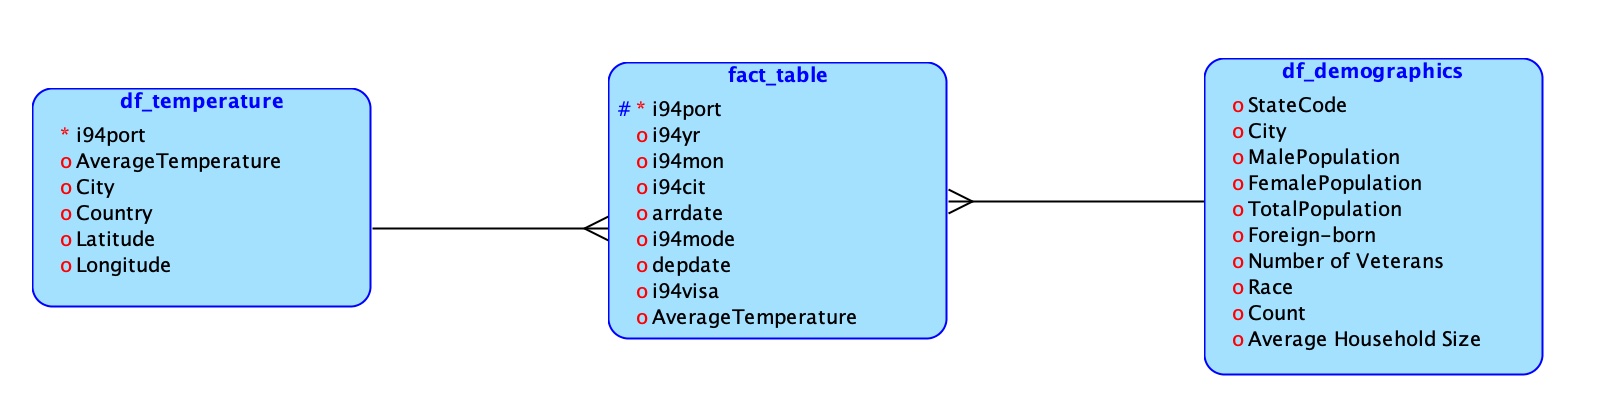 df_temperature
* i94port
o AverageTemperature
o City
o Country
o Latitude
o Longitude
fact_table
# * i94port
o i94yr
o i94mon
o i94cit
o arrdate
o i94mode
o depdate
o i94visa
o AverageTemperature
df_demographics
o StateCode
o City
o MalePopulation
o FemalePopulation
o TotalPopulation
o Foreign-born
o Number of Veterans
o Race
o Count
o Average Household Size